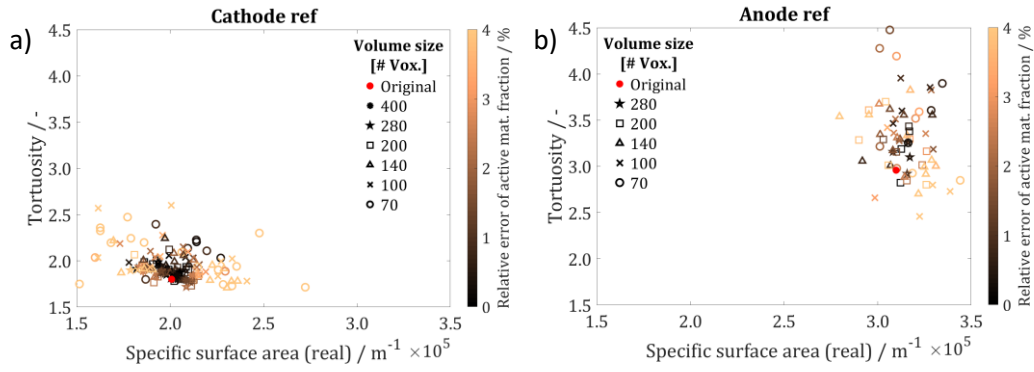 Cathode ref
a)
4.5
4.0
3.5
3.0
2.5
2.0
1.5
Tortuosity / -
1.5
2.0
2.5
3.0
3.5
Specific surface area (real) / m⁻¹ ×10⁵
Volume size
[# Vox.]
Original
400
280
200
140
100
70
4
3
2
1
0
Relative error of active mat. fraction / %
Anode ref
b)
4.5
4.0
3.5
3.0
2.5
2.0
1.5
Tortuosity / -
1.5
2.0
2.5
3.0
3.5
Specific surface area (real) / m⁻¹ ×10⁵
Volume size
[# Vox.]
Original
280
200
140
100
70
4
3
2
1
0
Relative error of active mat. fraction / %